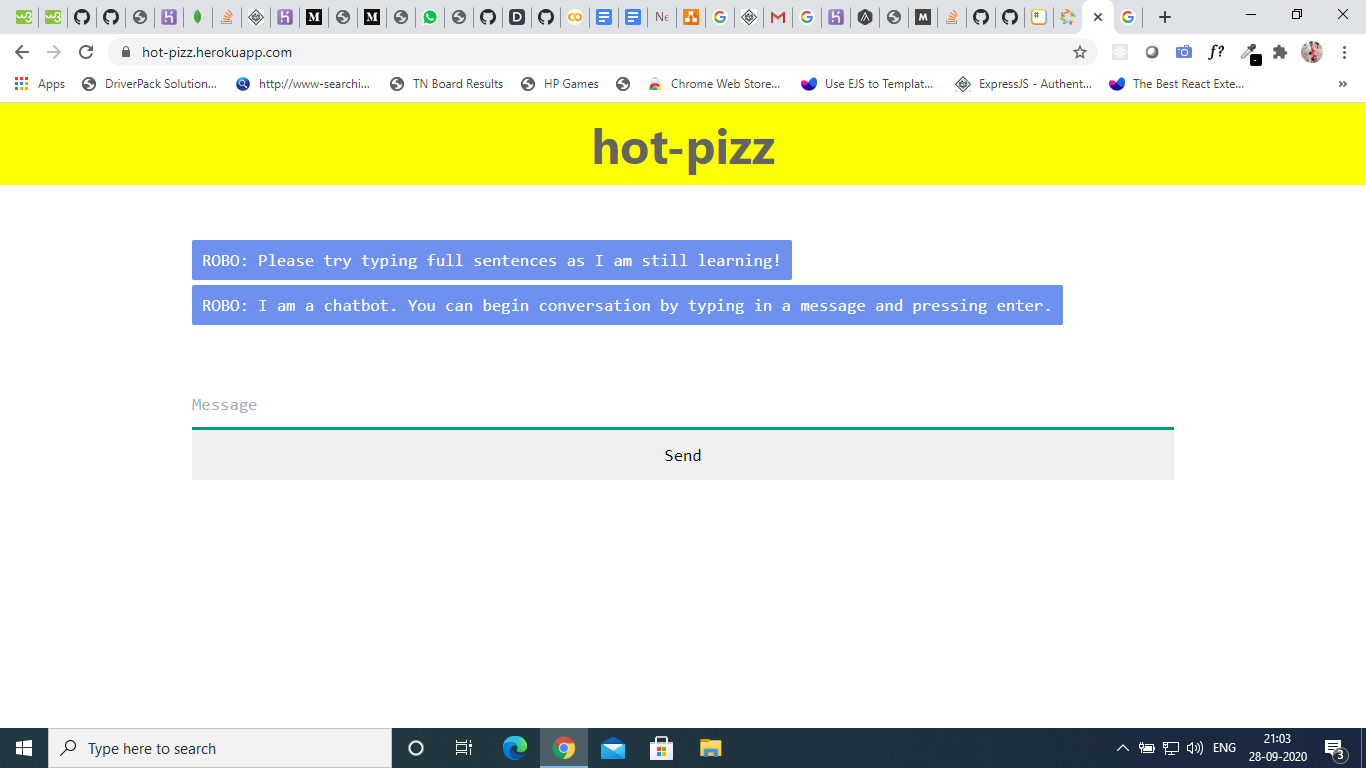 hot-pizz.herokuapp.com
Apps DriverPack Solution... http://www-searchi... TN Board Results HP Games Chrome Web Store... Use EJS to Templat... ExpressJS - Authent... The Best React Exte... »
hot-pizz
ROBO: Please try typing full sentences as I am still learning!
ROBO: I am a chatbot. You can begin conversation by typing in a message and pressing enter.
Message
Send
Type here to search
ENG
21:03
28-09-2020
3